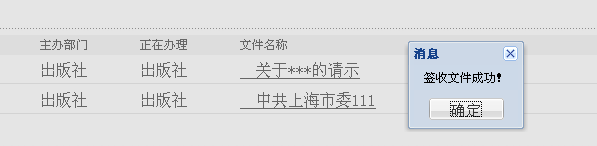 主办部门 正在办理 文件名称
出版社 出版社 关于***的请示
出版社 出版社 中共上海市委111
消息
签收文件成功!
确定